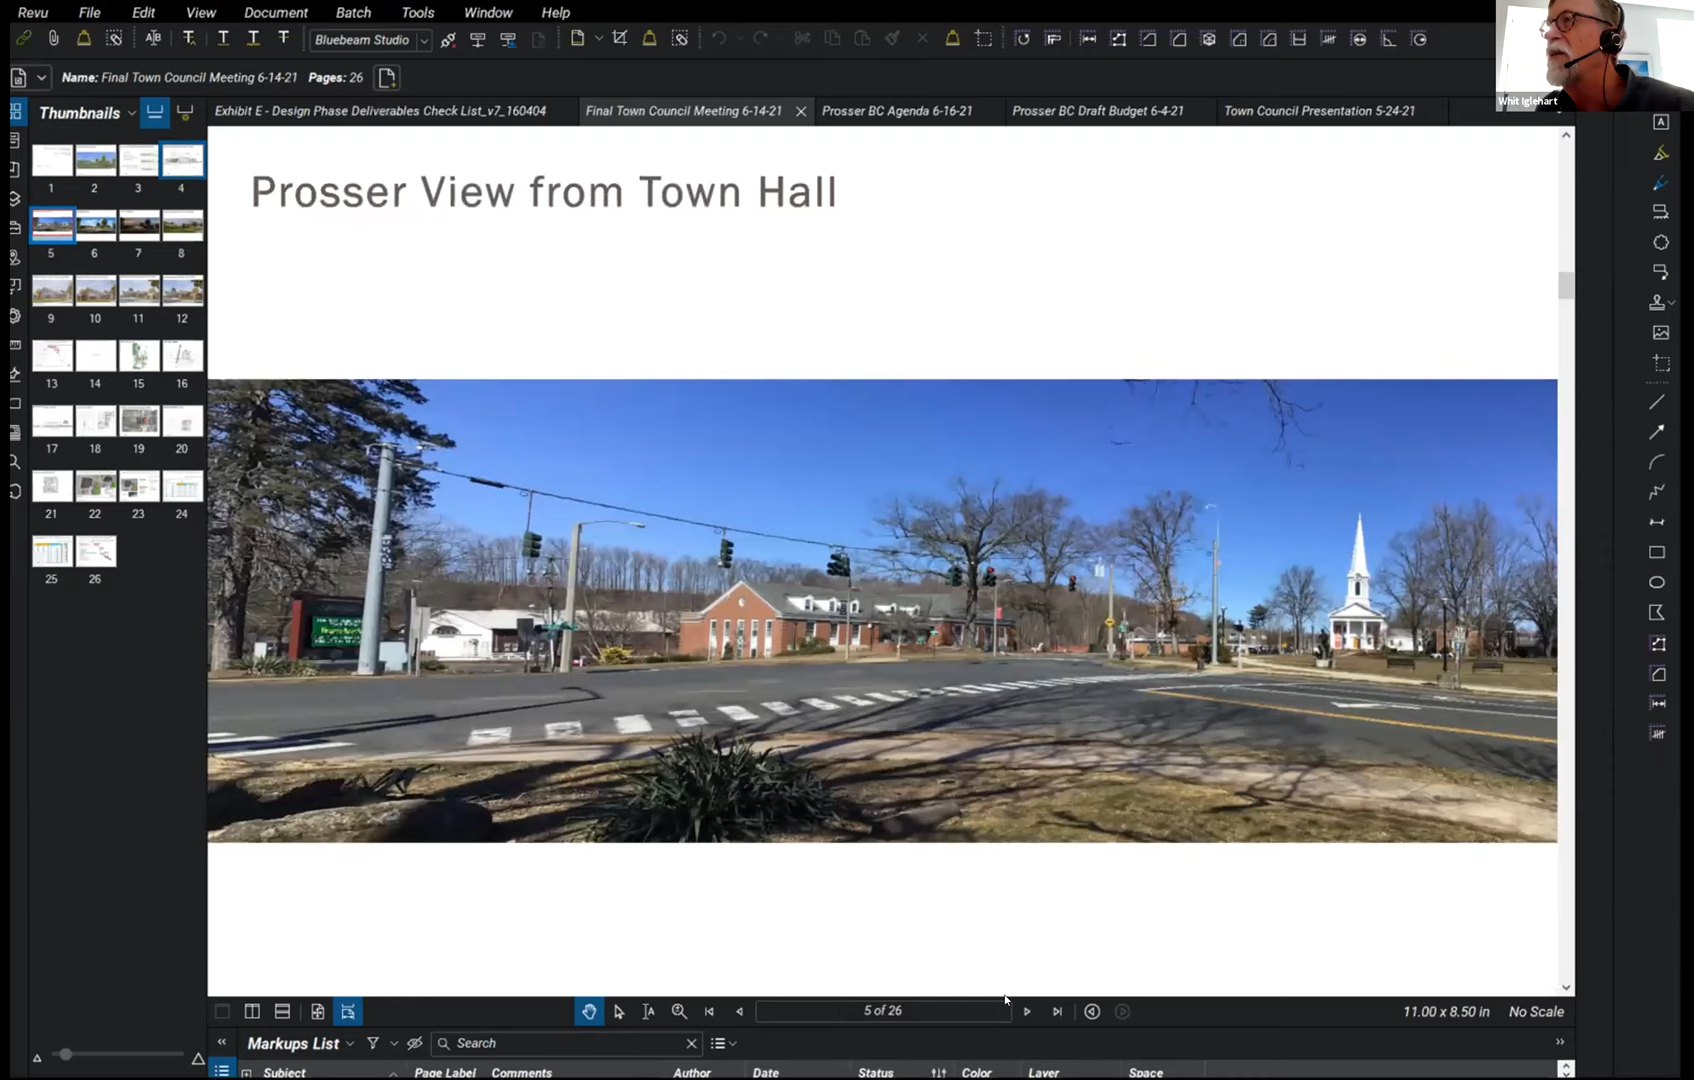 Revu File Edit View Document Batch Tools Window Help
Bluebeam Studio
Name: Final Town Council Meeting 6-14-21 Pages: 26
Whit Iglehart
Thumbnails
Exhibit E - Design Phase Deliverables Check List_v7_160404
Final Town Council Meeting 6-14-21
Prosser BC Agenda 6-16-21
Prosser BC Draft Budget 6-4-21
Town Council Presentation 5-24-21
1 2 3 4
5 6 7 8
9 10 11 12
13 14 15 16
17 18 19 20
21 22 23 24
25 26
Prosser View from Town Hall
5 of 26
11.00 x 8.50 in No Scale
Markups List
Search
Subject Page Label Comments Author Date Status Color Layer Space